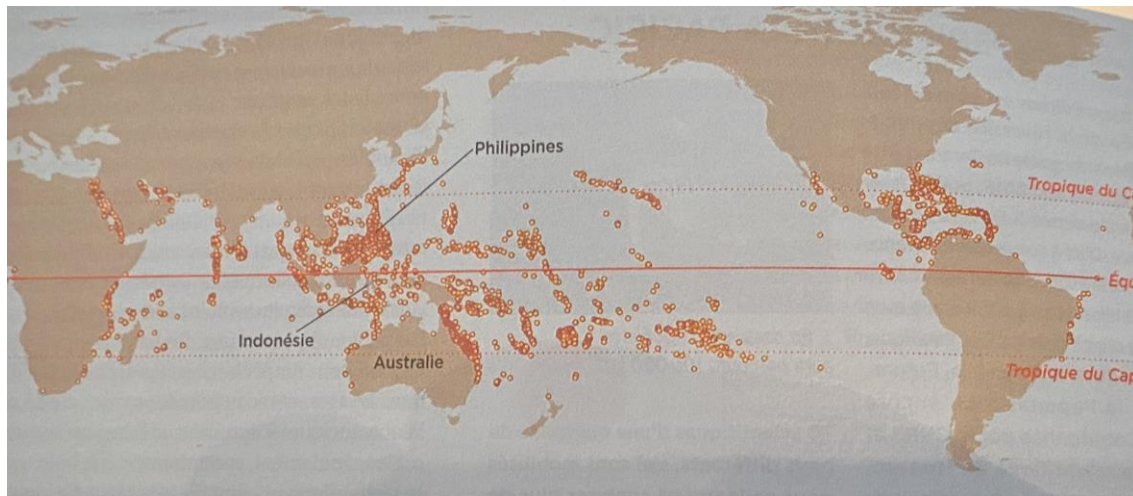 Philippines
Tropique du C
Équ
Indonésie
Australie
Tropique du Cap